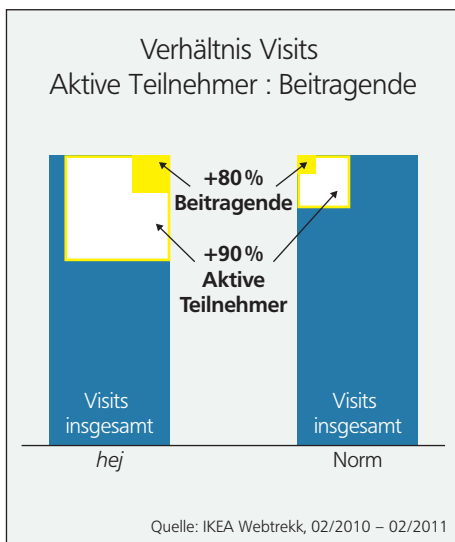 Verhältnis Visits
Aktive Teilnehmer : Beitragende
+80 %
Beitragende
+90 %
Aktive
Teilnehmer
Visits
insgesamt
Visits
insgesamt
hej
Norm
Quelle: IKEA Webtrekk, 02/2010 – 02/2011